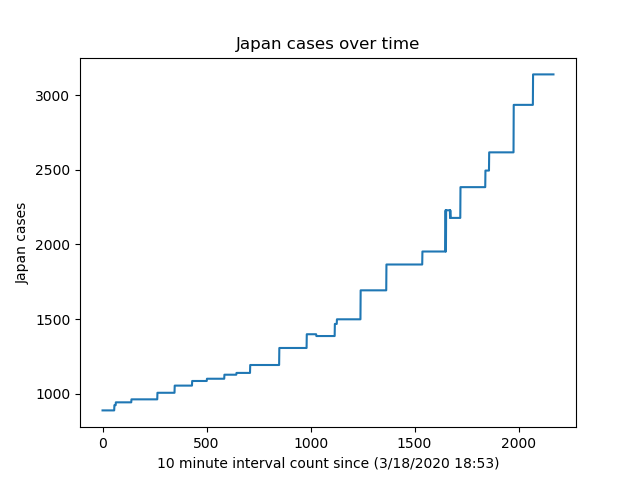 Japan cases over time
3000
2500
2000
1500
1000
Japan cases
0 500 1000 1500 2000
10 minute interval count since (3/18/2020 18:53)